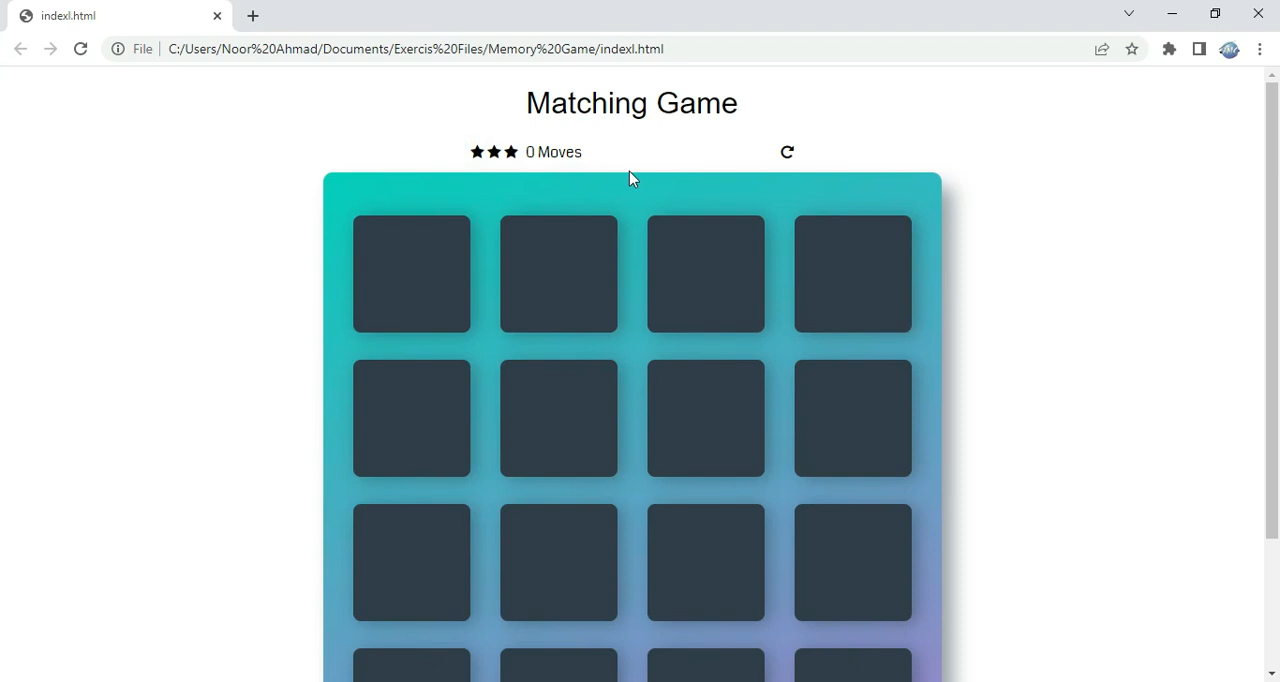 indexl.html
File
C:/Users/Noor%20Ahmad/Documents/Exercis%20Files/Memory%20Game/indexl.html
Matching Game
0 Moves